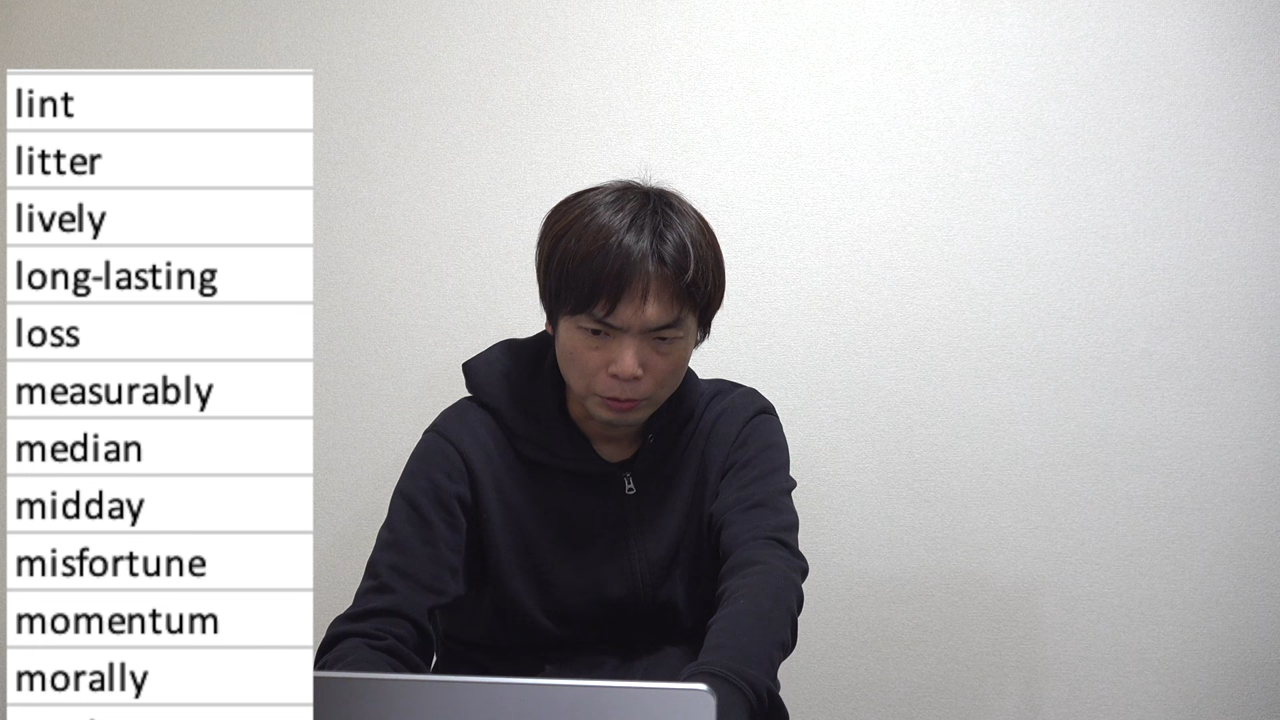 lint
litter
lively
long-lasting
loss
measurably
median
midday
misfortune
momentum
morally